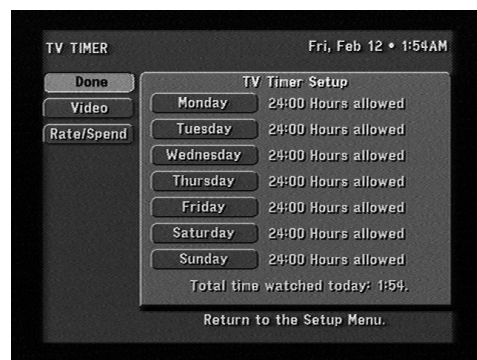 TV TIMER
Fri, Feb 12 • 1:54AM
Done
Video
Rate/Spend
TV Timer Setup
Monday 24:00 Hours allowed
Tuesday 24:00 Hours allowed
Wednesday 24:00 Hours allowed
Thursday 24:00 Hours allowed
Friday 24:00 Hours allowed
Saturday 24:00 Hours allowed
Sunday 24:00 Hours allowed
Total time watched today: 1:54.
Return to the Setup Menu.